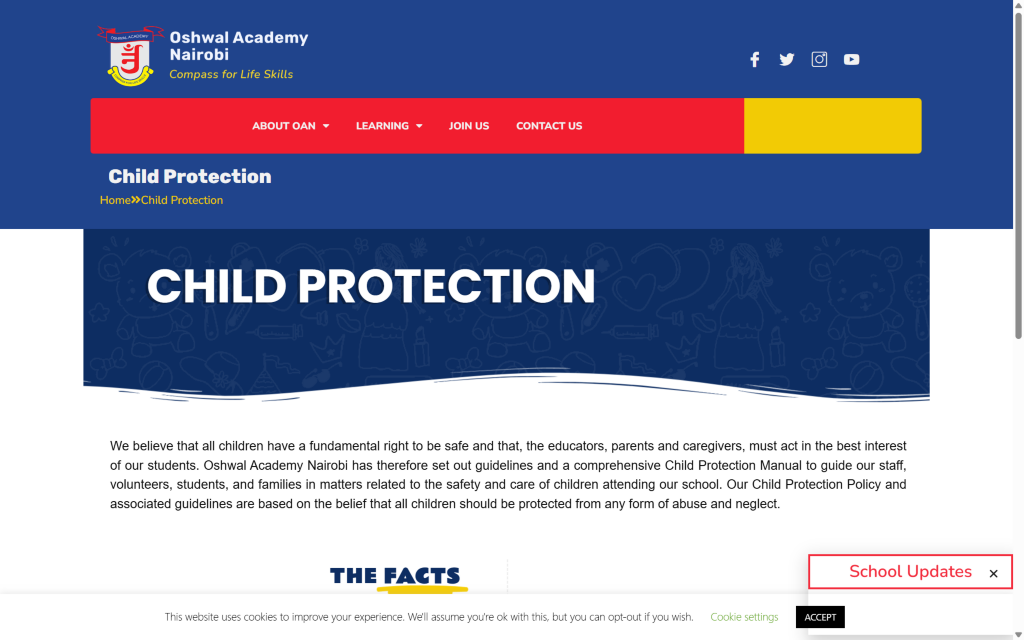 OSHWAL ACADEMY
Oshwal Academy
Nairobi
Compass for Life Skills
ABOUT OAN
LEARNING
JOIN US
CONTACT US
Child Protection
Home»Child Protection
CHILD PROTECTION
We believe that all children have a fundamental right to be safe and that, the educators, parents and caregivers, must act in the best interest
of our students. Oshwal Academy Nairobi has therefore set out guidelines and a comprehensive Child Protection Manual to guide our staff,
volunteers, students, and families in matters related to the safety and care of children attending our school. Our Child Protection Policy and
associated guidelines are based on the belief that all children should be protected from any form of abuse and neglect.
THE FACTS
School Updates ×
This website uses cookies to improve your experience. We'll assume you're ok with this, but you can opt-out if you wish. Cookie settings ACCEPT